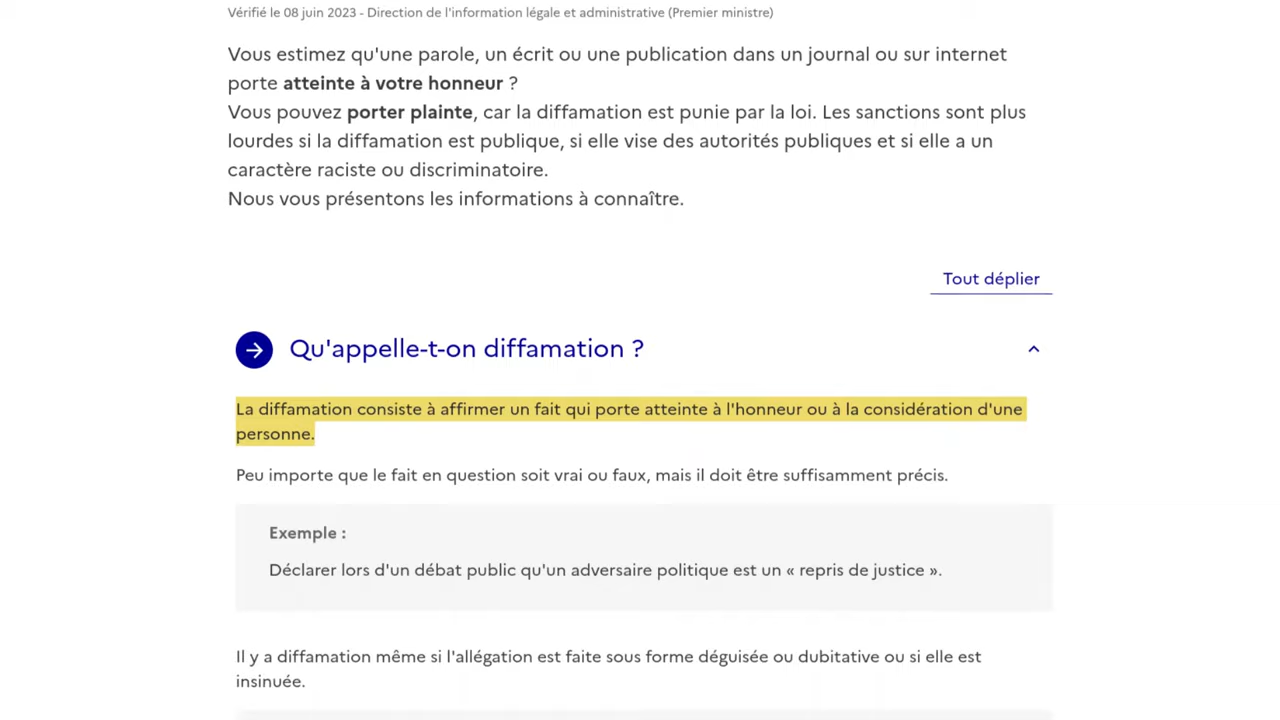 Vérifié le 08 juin 2023 - Direction de l'information légale et administrative (Premier ministre)
Vous estimez qu'une parole, un écrit ou une publication dans un journal ou sur internet
porte atteinte à votre honneur ?
Vous pouvez porter plainte, car la diffamation est punie par la loi. Les sanctions sont plus
lourdes si la diffamation est publique, si elle vise des autorités publiques et si elle a un
caractère raciste ou discriminatoire.
Nous vous présentons les informations à connaître.
Tout déplier
Qu'appelle-t-on diffamation ?
La diffamation consiste à affirmer un fait qui porte atteinte à l'honneur ou à la considération d'une
personne.
Peu importe que le fait en question soit vrai ou faux, mais il doit être suffisamment précis.
Exemple :
Déclarer lors d'un débat public qu'un adversaire politique est un « repris de justice ».
Il y a diffamation même si l'allégation est faite sous forme déguisée ou dubitative ou si elle est
insinuée.